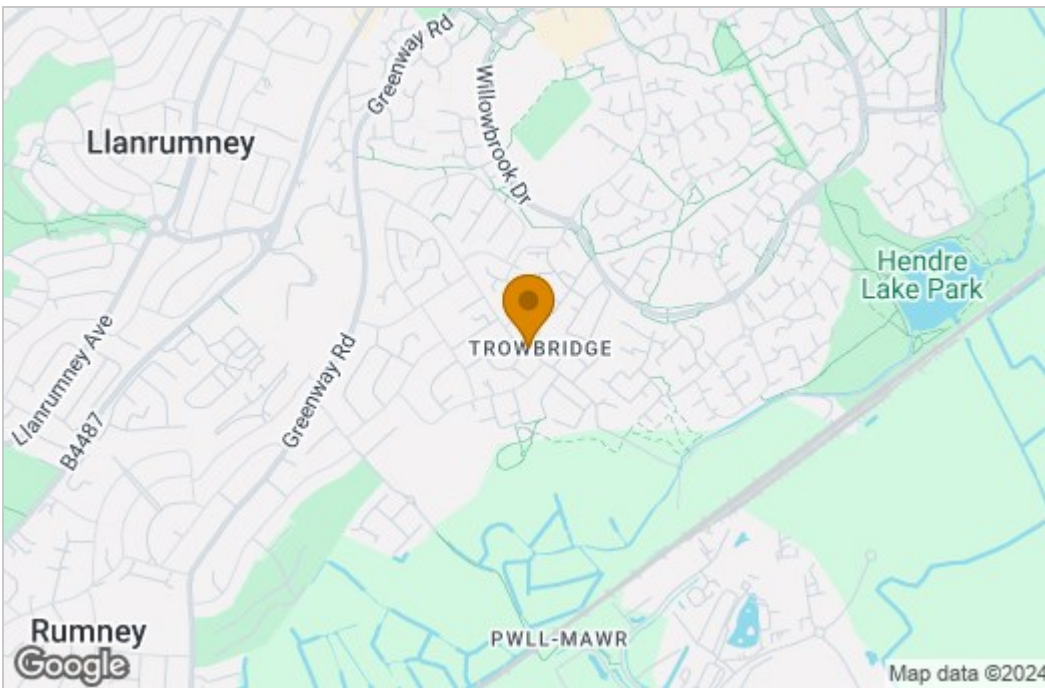 Greenway Rd
Willowbrook Dr
Llanrumney
Hendre
Lake Park
TROWBRIDGE
Llanrumney Ave
Greenway Rd
B4487
Rumney
PWLL-MAWR
Google
Map data ©2024